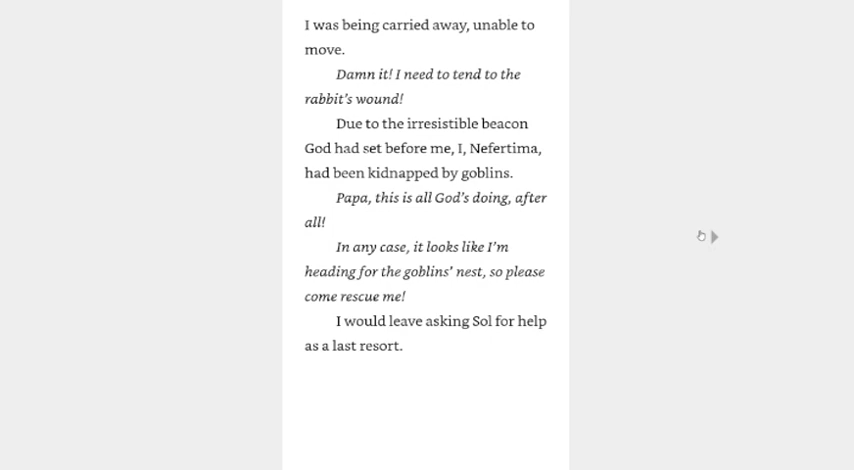 I was being carried away, unable to
move.
Damn it! I need to tend to the
rabbit's wound!
Due to the irresistible beacon
God had set before me, I, Nefertima,
had been kidnapped by goblins.
Papa, this is all God's doing, after
all!
In any case, it looks like I'm
heading for the goblins' nest, so please
come rescue me!
I would leave asking Sol for help
as a last resort.